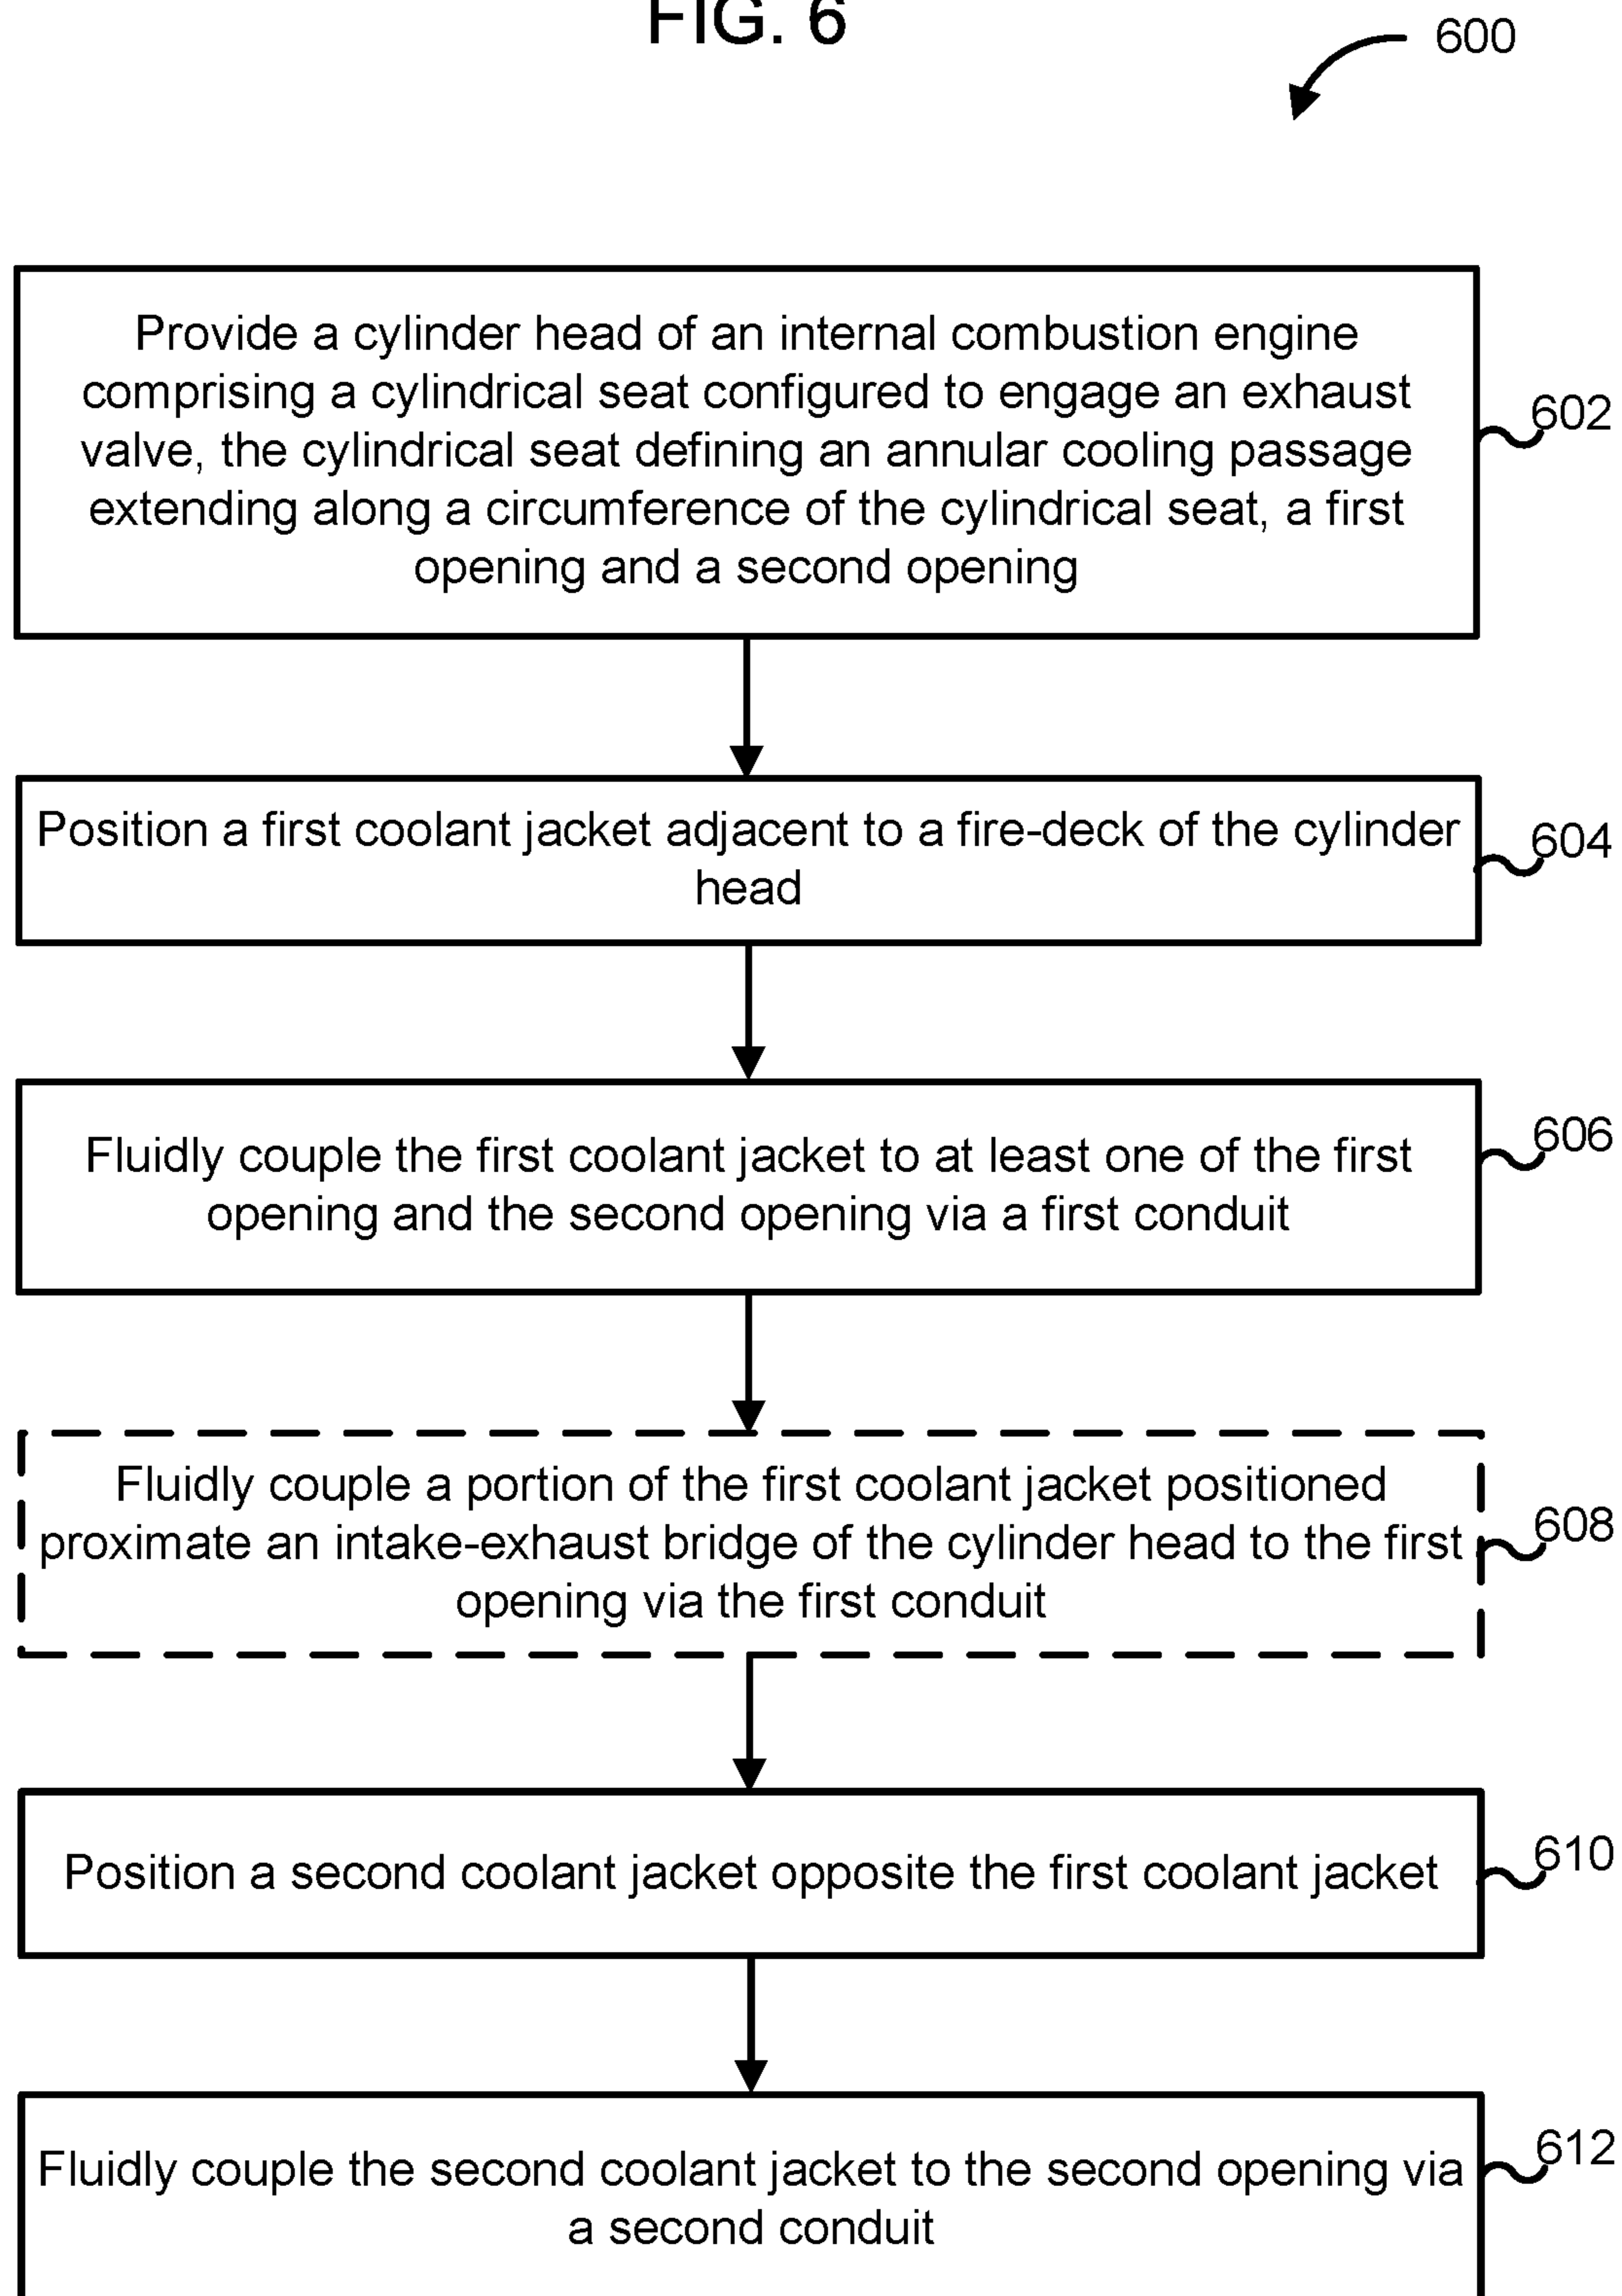 FIG. 6
600
Provide a cylinder head of an internal combustion engine
comprising a cylindrical seat configured to engage an exhaust
valve, the cylindrical seat defining an annular cooling passage
extending along a circumference of the cylindrical seat, a first
opening and a second opening
602
Position a first coolant jacket adjacent to a fire-deck of the cylinder
head
604
Fluidly couple the first coolant jacket to at least one of the first
opening and the second opening via a first conduit
606
Fluidly couple a portion of the first coolant jacket positioned
proximate an intake-exhaust bridge of the cylinder head to the first
opening via the first conduit
608
Position a second coolant jacket opposite the first coolant jacket
610
Fluidly couple the second coolant jacket to the second opening via
a second conduit
612